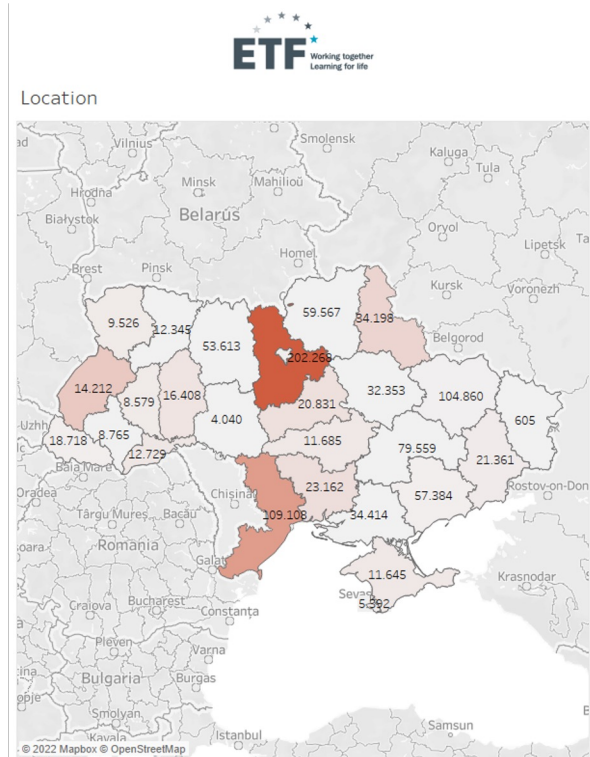 ETF
Working together
Learning for life
Location
Smolensk
Vilnius
Kaluga
Tula
Minsk
Mahilioŭ
Hrodna
Białystok
Belarus
Oryol
Lipetsk
Homel
Brest
Pinsk
Kursk
Voronezh
59.567
9.526
34.198
12.345
53.613
Belgorod
202.269
14.212
32.353
104.860
16.408
8.579
20.831
605
4.040
Uzhh
18.718
8.765
11.685
79.559
12.729
21.361
Baia Mare
23.162
Rostov-on-Don
Oradea
Chișina
57.384
Târgu Mureș
Bacău
109.108
34.414
Romania
Galaț
11.645
Krasnodar
Sevas
5.392
Craiova
Bucharest
Constanța
Pleven
Varna
Bulgaria
Burgas
Smolyan
Samsun
Kavala
Istanbul
© 2022 Mapbox © OpenStreetMap